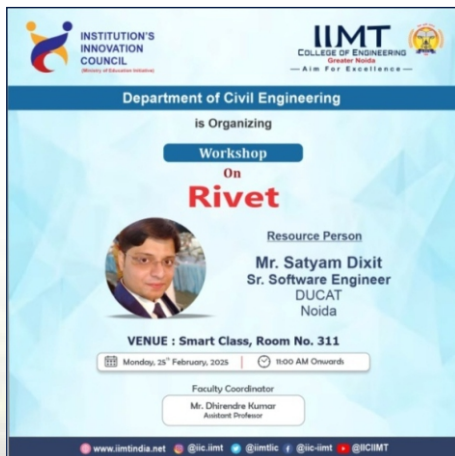 INSTITUTION'S
INNOVATION
COUNCIL
(Ministry of Education Initiative)
IIMT
COLLEGE OF ENGINEERING
Greater Noida
Aim For Excellence
Department of Civil Engineering
is Organizing
Workshop
On
Rivet
Resource Person
Mr. Satyam Dixit
Sr. Software Engineer
DUCAT
Noida
VENUE : Smart Class, Room No. 311
Monday, 25th February, 2025 | 11:00 AM Onwards
Faculty Coordinator
Mr. Dhirendre Kumar
Assistant Professor
www.iimtindia.net @iic.iimt @iimtiic @iic-iimt @IICIIMT